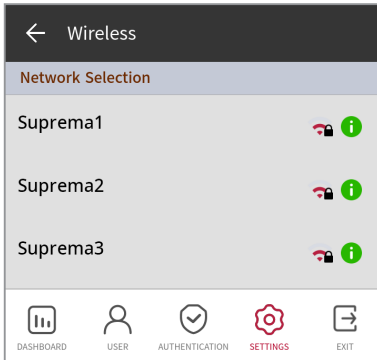 Wireless
Network Selection
Suprema1
Suprema2
Suprema3
DASHBOARD
USER
AUTHENTICATION
SETTINGS
EXIT